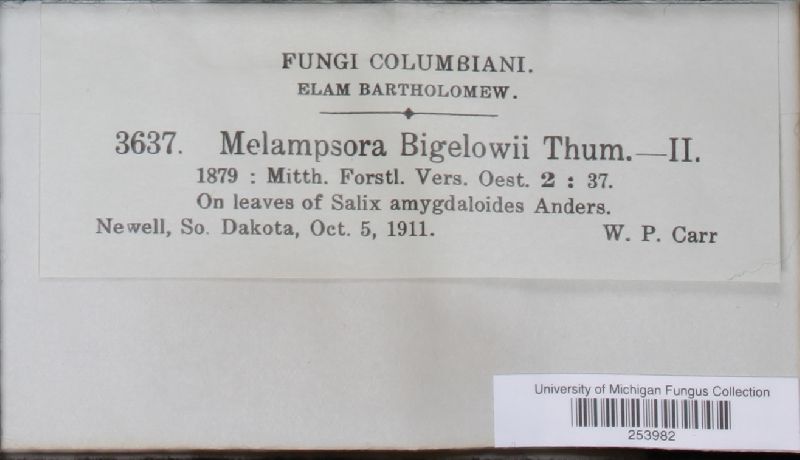 FUNGI COLUMBIANI.
ELAM BARTHOLOMEW.
3637. Melampsora Bigelowii Thum.—II.
1879 : Mitth. Forstl. Vers. Oest. 2 : 37.
On leaves of Salix amygdaloides Anders.
Newell, So. Dakota, Oct. 5, 1911. W. P. Carr
University of Michigan Fungus Collection
253982